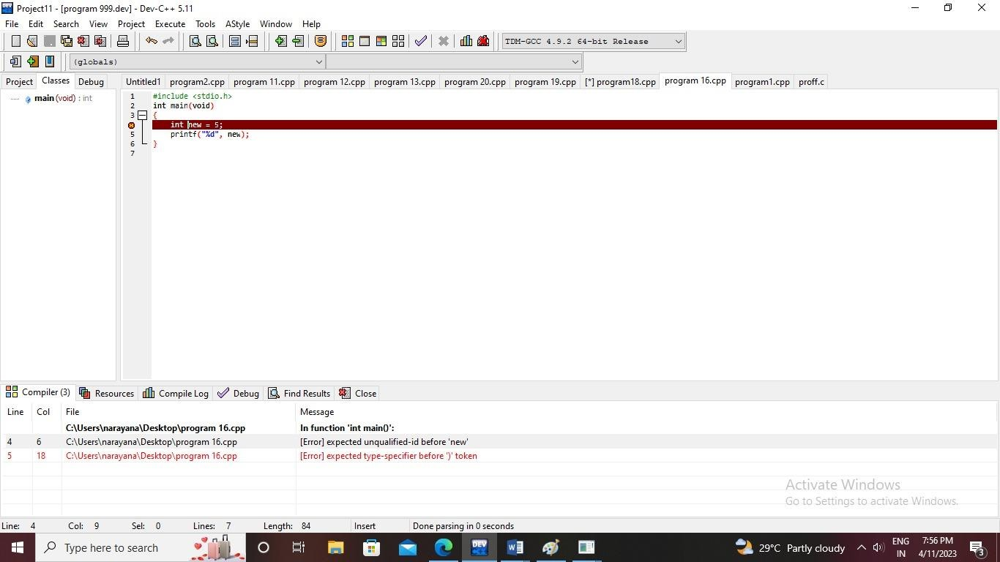 Project11 - [program 999.dev] - Dev-C++ 5.11
File Edit Search View Project Execute Tools AStyle Window Help
TDM-GCC 4.9.2 64-bit Release
(globals)
Project Classes Debug Untitled1 program2.cpp program 11.cpp program 12.cpp program 13.cpp program 20.cpp program 19.cpp [*] program18.cpp program 16.cpp program1.cpp proff.c
main (void) : int
1 #include <stdio.h>
2 int main(void)
3 {
int new = 5;
5 printf("%d", new);
6 }
7
Compiler (3) Resources Compile Log Debug Find Results Close
Line Col File Message
C:\Users\narayana\Desktop\program 16.cpp In function 'int main()':
4 6 C:\Users\narayana\Desktop\program 16.cpp [Error] expected unqualified-id before 'new'
5 18 C:\Users\narayana\Desktop\program 16.cpp [Error] expected type-specifier before ')' token
Activate Windows
Go to Settings to activate Windows.
Line: 4 Col: 9 Sel: 0 Lines: 7 Length: 84 Insert Done parsing in 0 seconds
Type here to search
DEV
29°C Partly cloudy
ENG
IN
7:56 PM
4/11/2023
3